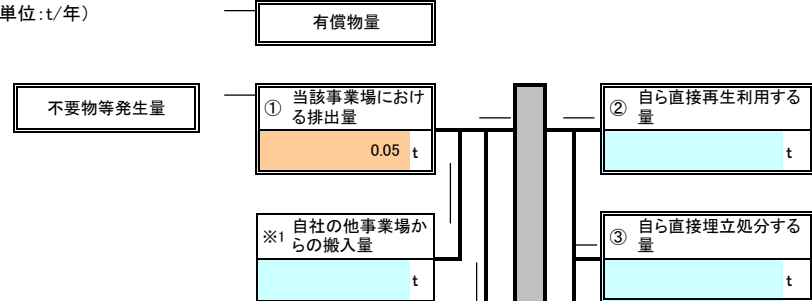 単位:t/年)
有償物量
不要物等発生量
① 当該事業場におけ
る排出量
0.05 t
② 自ら直接再生利用する
量
t
※1 自社の他事業場か
らの搬入量
t
③ 自ら直接埋立処分する
量
t